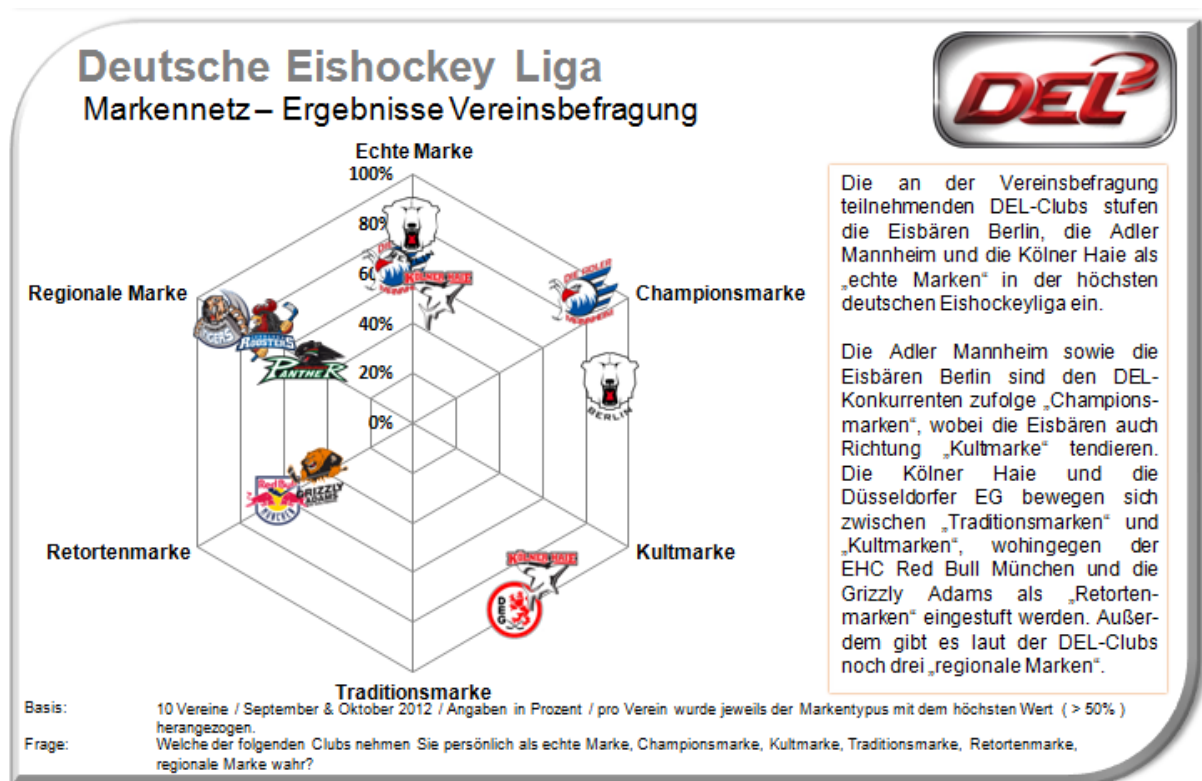 Deutsche Eishockey Liga
Markennetz – Ergebnisse Vereinsbefragung
DEL
Echte Marke
100%
80%
60%
40%
20%
0%
Regionale Marke
Championsmarke
Retortenmarke
Kultmarke
Traditionsmarke
KÖLNER HAIE
DIE ADLER
MANNHEIM
BERLIN
TIGERS
ROOSTERS
PANTHER
Red Bull
MÜNCHEN
GRIZZLY
ADAMS
KÖLNER HAIE
DEG
Die an der Vereinsbefragung
teilnehmenden DEL-Clubs stufen
die Eisbären Berlin, die Adler
Mannheim und die Kölner Haie als
„echte Marken“ in der höchsten
deutschen Eishockeyliga ein.
Die Adler Mannheim sowie die
Eisbären Berlin sind den DEL-
Konkurrenten zufolge „Champions-
marken“, wobei die Eisbären auch
Richtung „Kultmarke“ tendieren.
Die Kölner Haie und die
Düsseldorfer EG bewegen sich
zwischen „Traditionsmarken“ und
„Kultmarken“, wohingegen der
EHC Red Bull München und die
Grizzly Adams als „Retorten-
marken“ eingestuft werden. Außer-
dem gibt es laut der DEL-Clubs
noch drei „regionale Marken“.
Basis: 10 Vereine / September & Oktober 2012 / Angaben in Prozent / pro Verein wurde jeweils der Markentypus mit dem höchsten Wert ( > 50% )
herangezogen.
Frage: Welche der folgenden Clubs nehmen Sie persönlich als echte Marke, Championsmarke, Kultmarke, Traditionsmarke, Retortenmarke,
regionale Marke wahr?